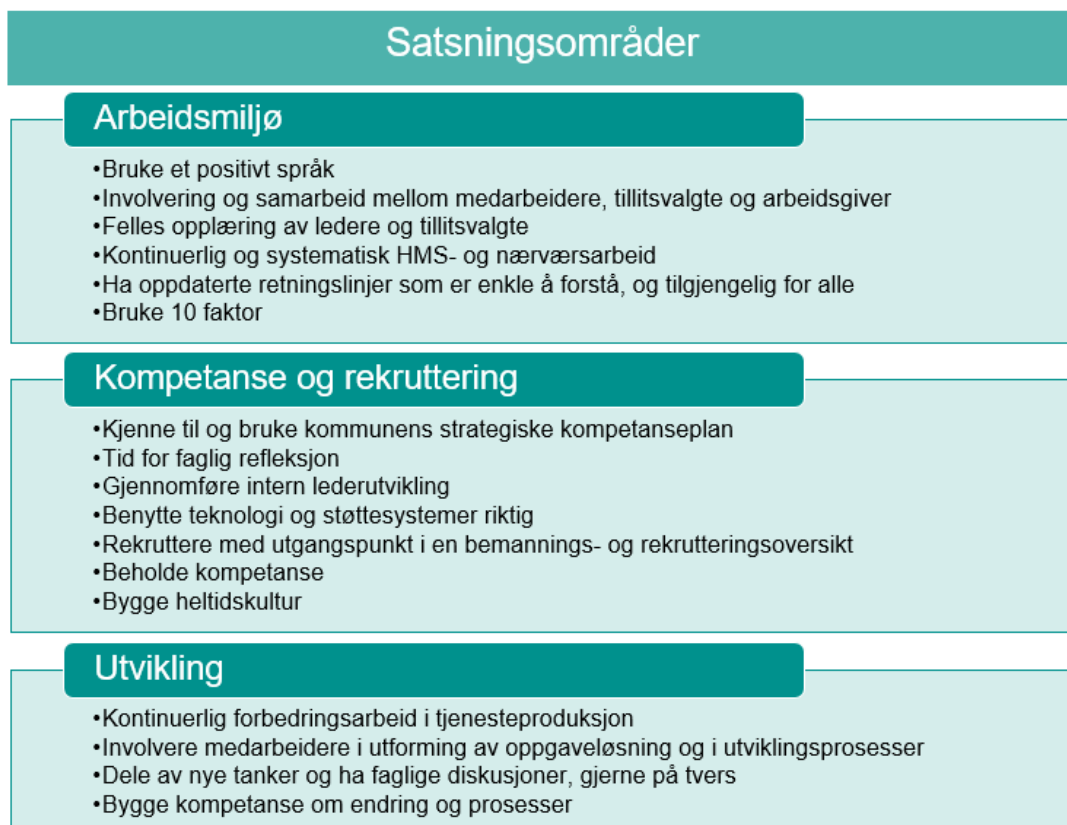 Satsningsområder
Arbeidsmiljø
•Bruke et positivt språk
•Involvering og samarbeid mellom medarbeidere, tillitsvalgte og arbeidsgiver
•Felles opplæring av ledere og tillitsvalgte
•Kontinuerlig og systematisk HMS- og nærværsarbeid
•Ha oppdaterte retningslinjer som er enkle å forstå, og tilgjengelig for alle
•Bruke 10 faktor
Kompetanse og rekruttering
•Kjenne til og bruke kommunens strategiske kompetanseplan
•Tid for faglig refleksjon
•Gjennomføre intern lederutvikling
•Benytte teknologi og støttesystemer riktig
•Rekruttere med utgangspunkt i en bemannings- og rekrutteringsoversikt
•Beholde kompetanse
•Bygge heltidskultur
Utvikling
•Kontinuerlig forbedringsarbeid i tjenesteproduksjon
•Involvere medarbeidere i utforming av oppgaveløsning og i utviklingsprosesser
•Dele av nye tanker og ha faglige diskusjoner, gjerne på tvers
•Bygge kompetanse om endring og prosesser